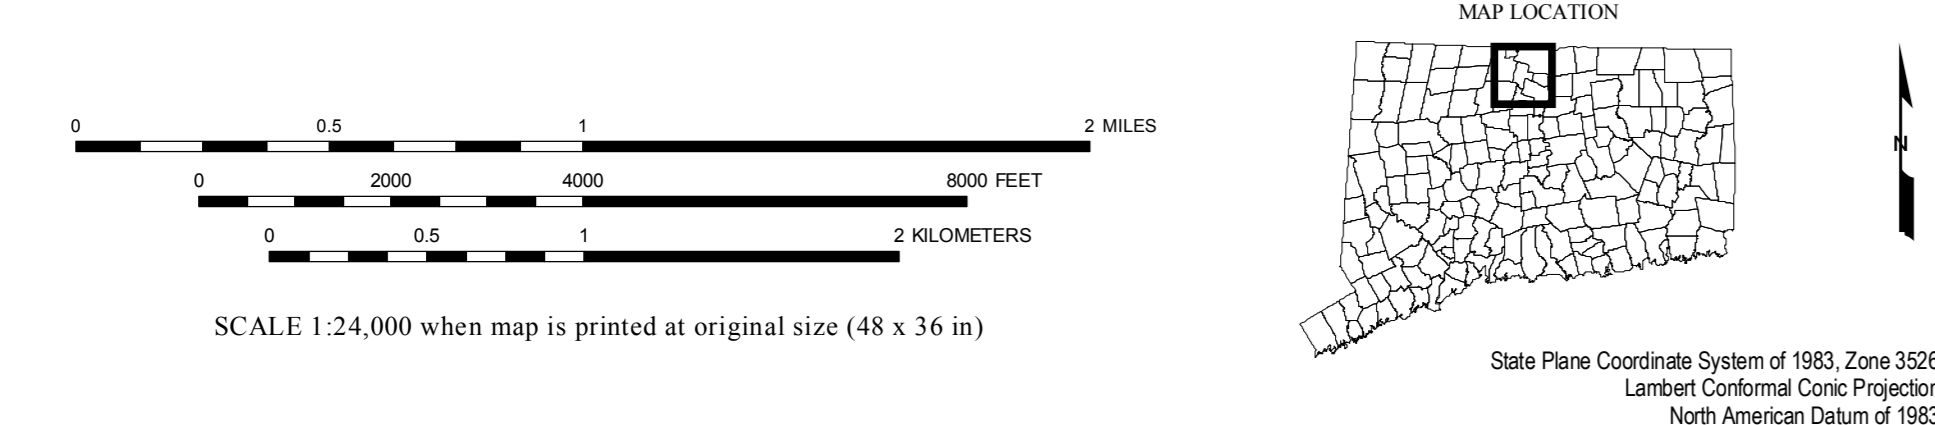 MAP LOCATION
0 0.5 1 2 MILES
0 2000 4000 8000 FEET
0 0.5 1 2 KILOMETERS
SCALE 1:24,000 when map is printed at original size (48 x 36 in)
N
State Plane Coordinate System of 1983, Zone 3526
Lambert Conformal Conic Projection
North American Datum of 1983